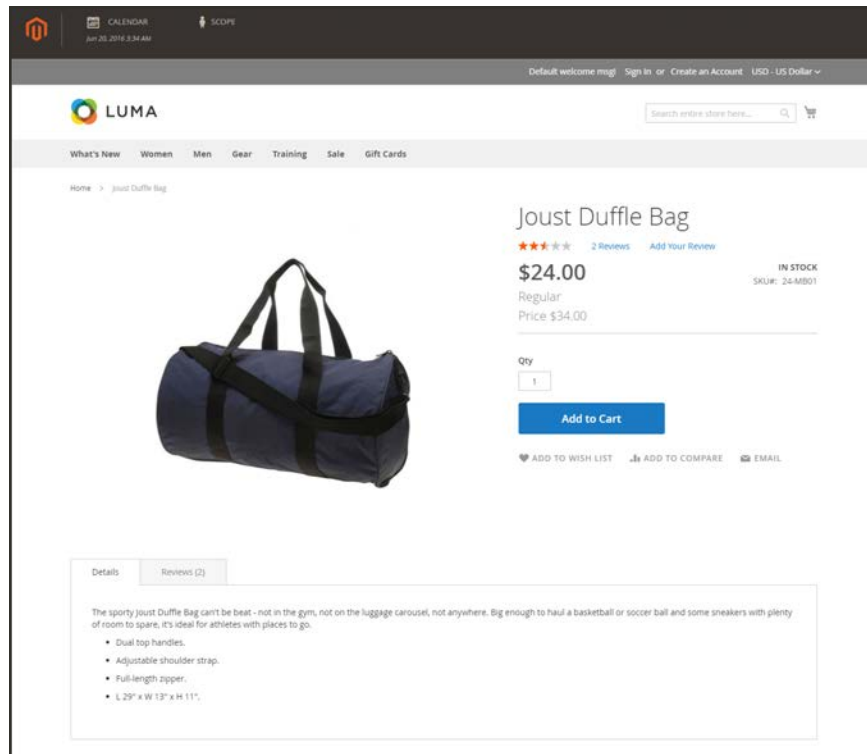 CALENDAR
SCOPE
Jun 20, 2016 3:34 AM
Default welcome msg! Sign In or Create an Account USD - US Dollar
LUMA
Search entire store here...
What's New Women Men Gear Training Sale Gift Cards
Home > Joust Duffle Bag
Joust Duffle Bag
2 Reviews Add Your Review
$24.00
IN STOCK
Regular
SKU#: 24-MB01
Price $34.00
Qty
1
Add to Cart
ADD TO WISH LIST ADD TO COMPARE EMAIL
Details Reviews (2)
The sporty Joust Duffle Bag can't be beat - not in the gym, not on the luggage carousel, not anywhere. Big enough to haul a basketball or soccer ball and some sneakers with plenty
of room to spare, it's ideal for athletes with places to go.
• Dual top handles.
• Adjustable shoulder strap.
• Full-length zipper.
• L 29" x W 13" x H 11".